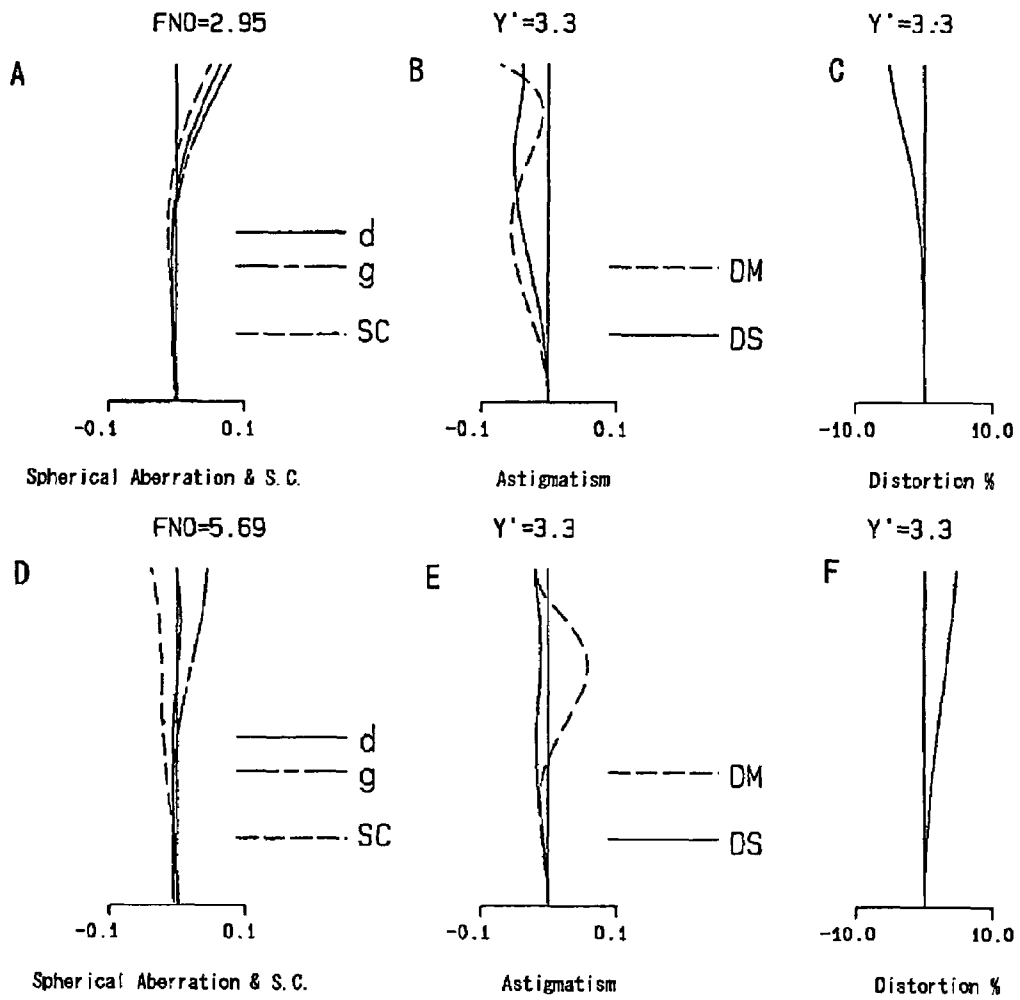 FNO=2.95
Y'=3.3
Y'=3.3
A
B
C
d
g
SC
DM
DS
-0.1 0.1
-0.1 0.1
-10.0 10.0
Spherical Aberration & S. C.
Astigmatism
Distortion %
FNO=5.69
Y'=3.3
Y'=3.3
D
E
F
d
g
SC
DM
DS
-0.1 0.1
-0.1 0.1
-10.0 10.0
Spherical Aberration & S. C.
Astigmatism
Distortion %